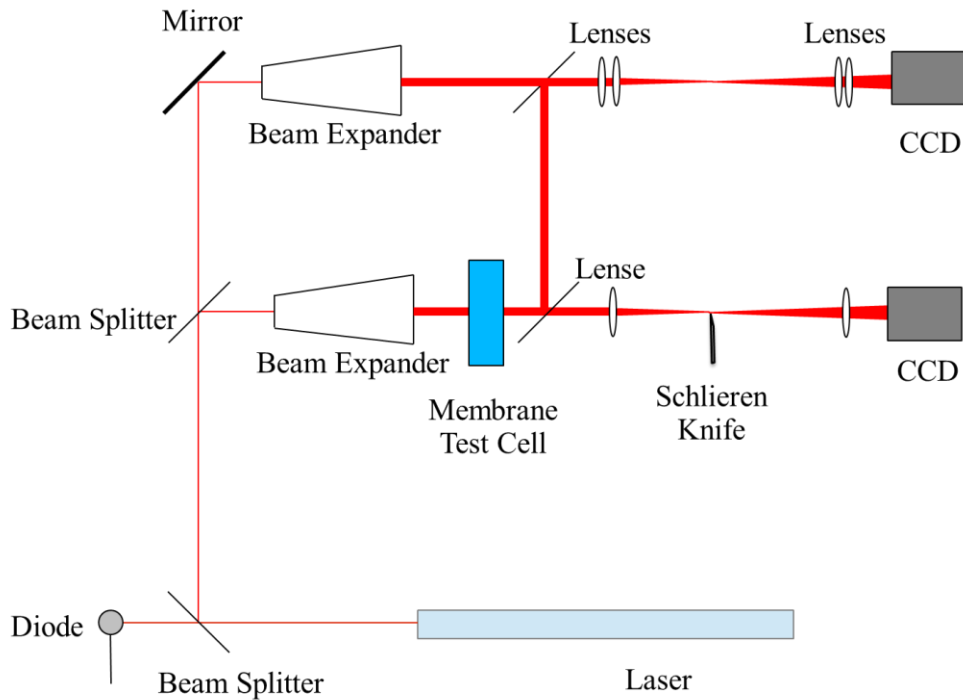 Mirror
Lenses
Lenses
Beam Expander
CCD
Lense
Beam Splitter
Beam Expander
CCD
Membrane
Test Cell
Schlieren
Knife
Diode
Beam Splitter
Laser